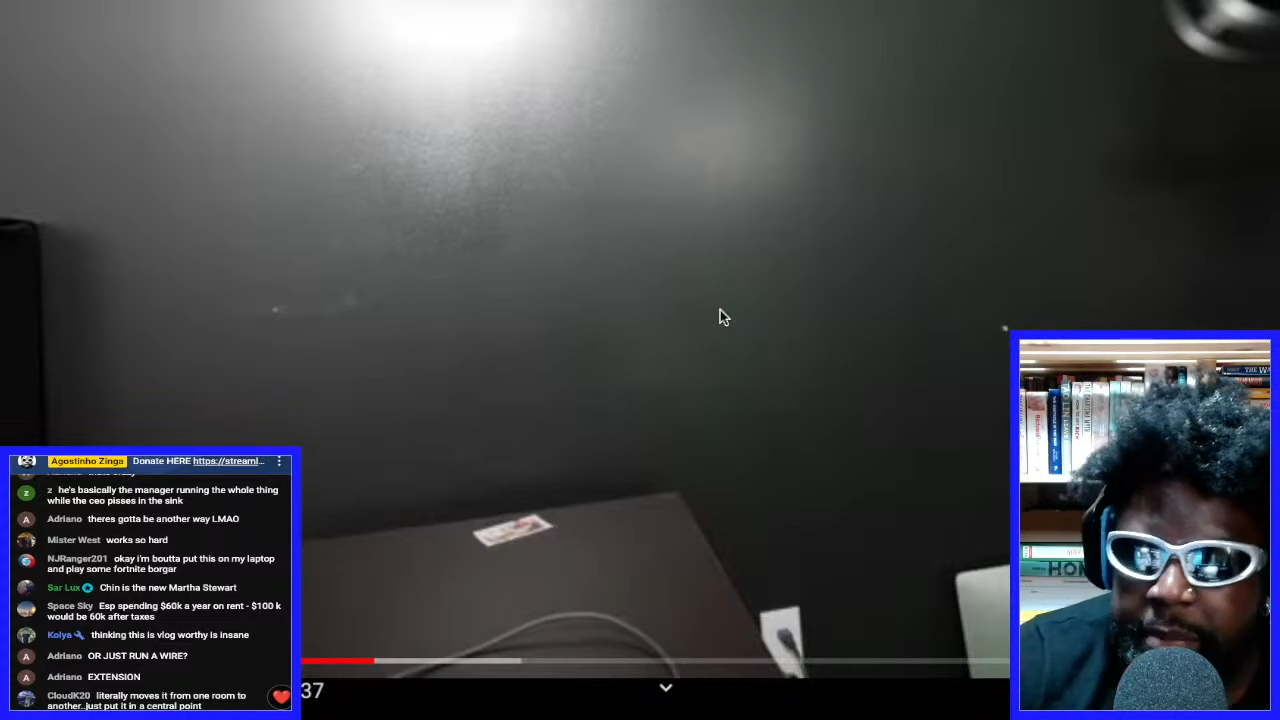 Agostinho Zinga Donate HERE https://streaml...
z he's basically the manager running the whole thing
while the ceo pisses in the sink
Adriano theres gotta be another way LMAO
Mister West works so hard
NJRanger201 okay i'm boutta put this on my laptop
and play some fortnite borgar
Sar Lux Chin is the new Martha Stewart
Space Sky Esp spending $60k a year on rent - $100 k
would be 60k after taxes
Kolya thinking this is vlog worthy is insane
Adriano OR JUST RUN A WIRE?
Adriano EXTENSION
CloudK20 literally moves it from one room to
another..just put it in a central point
37